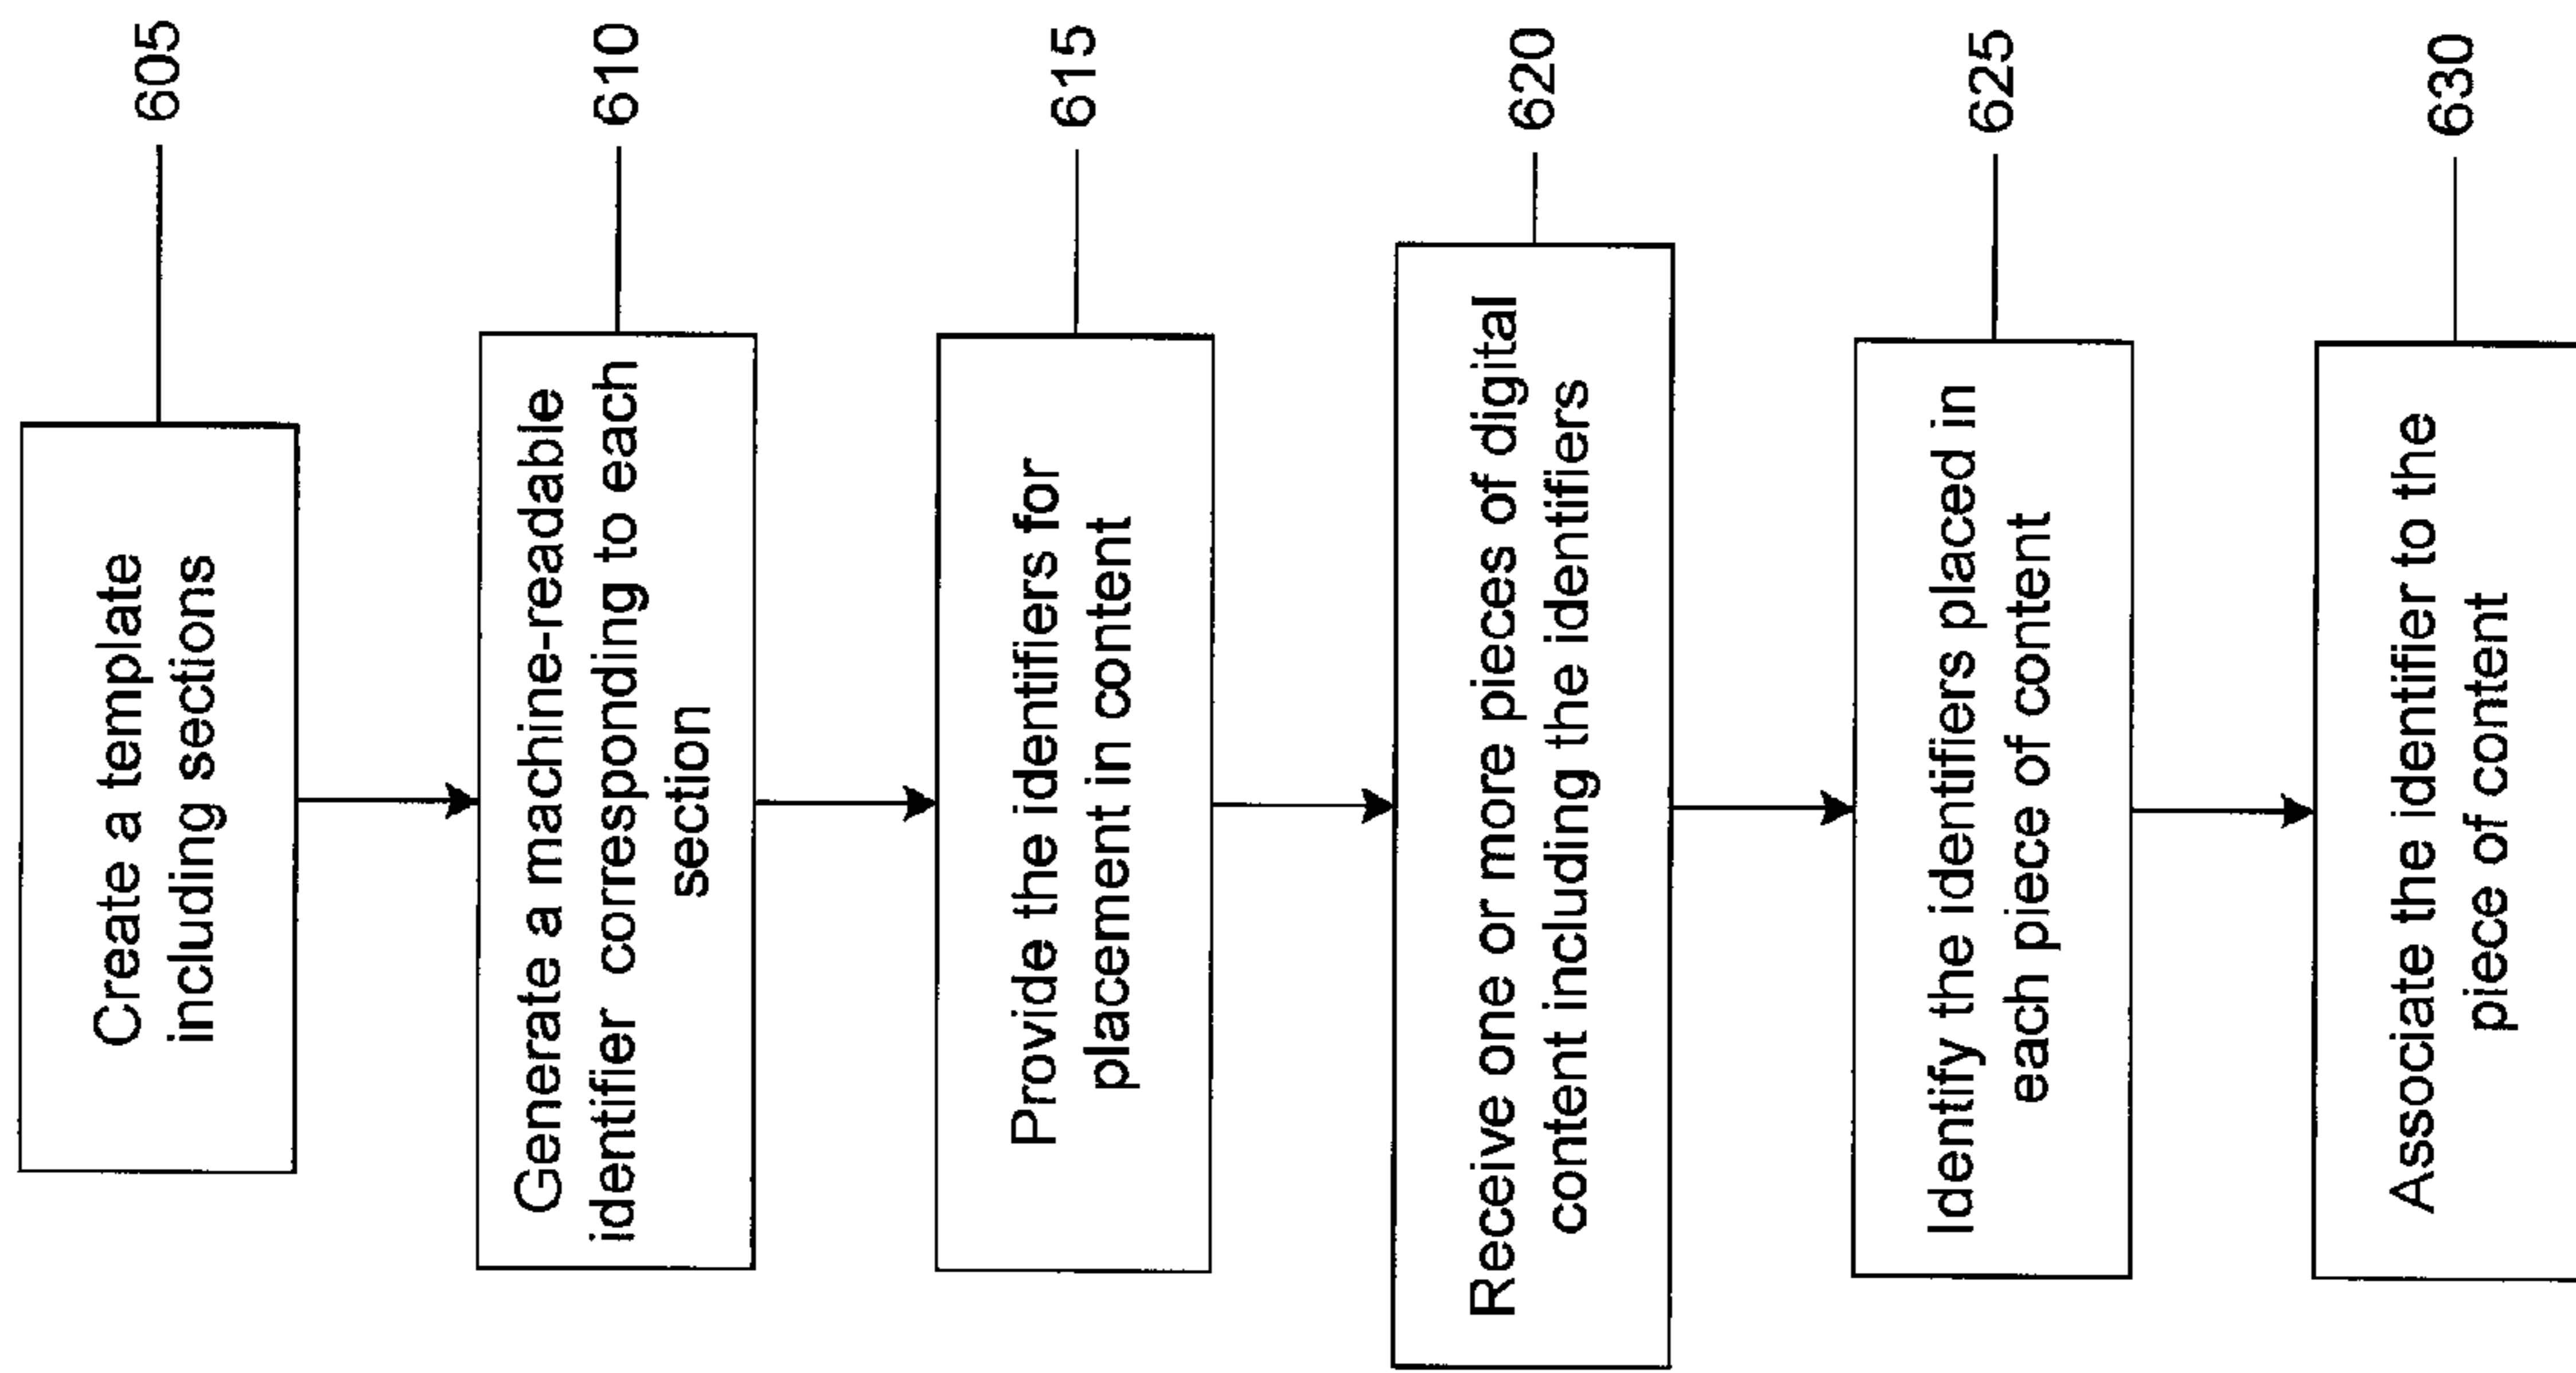 Create a template
including sections
605
Generate a machine-readable
identifier corresponding to each
section
610
Provide the identifiers for
placement in content
615
Receive one or more pieces of digital
content including the identifiers
620
Identify the identifiers placed in
each piece of content
625
Associate the identifier to the
piece of content
630